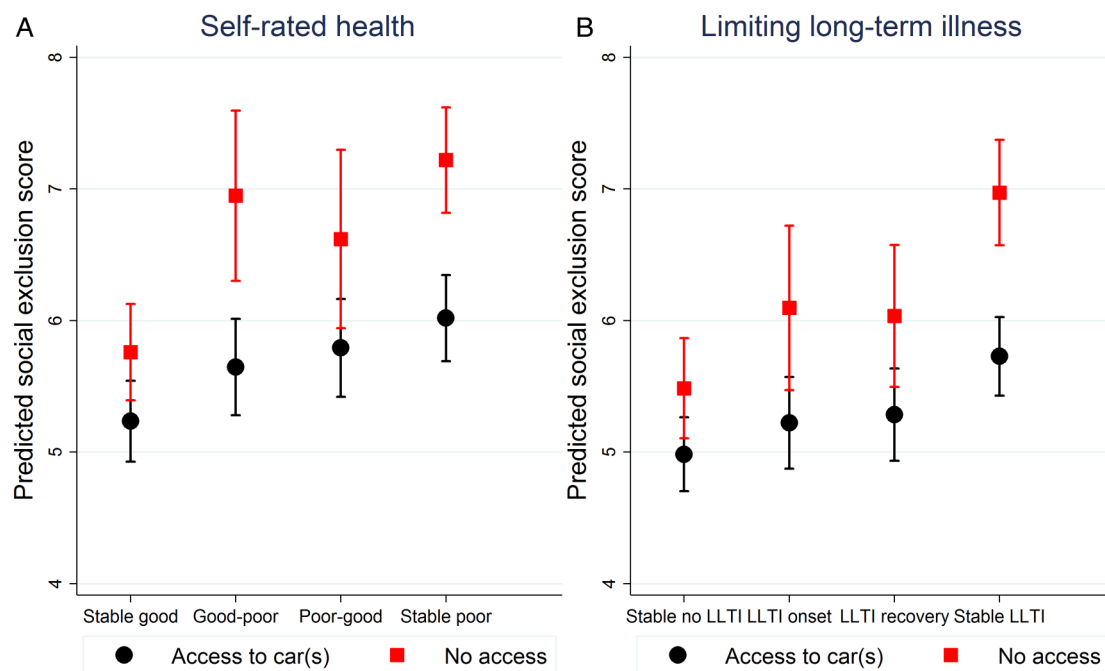 A Self-rated health
Predicted social exclusion score
8
7
6
5
4
Stable good Good-poor Poor-good Stable poor
Access to car(s) No access
B Limiting long-term illness
Predicted social exclusion score
8
7
6
5
4
Stable no LLTI LLTI onset LLTI recovery Stable LLTI
Access to car(s) No access